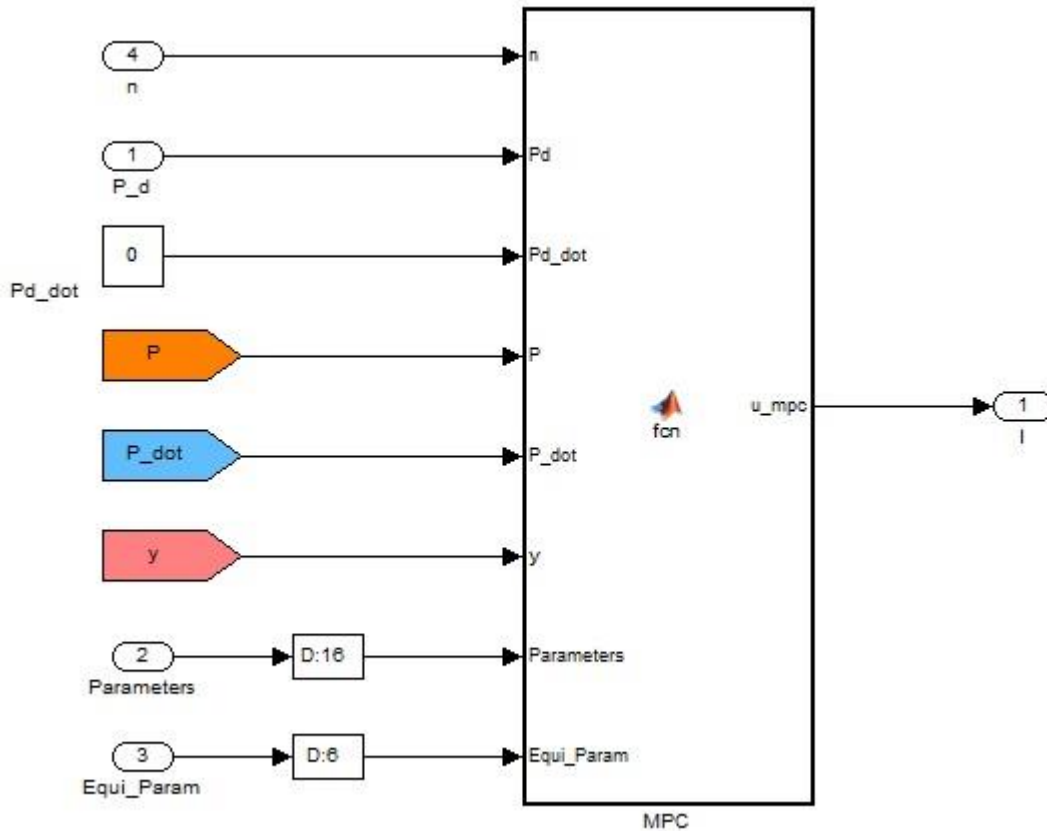 4
n
n
1
Pd
P_d
0
Pd_dot
Pd_dot
P
P
P_dot
P_dot
y
y
fcn
u_mpc
1
I
2
D:16
Parameters
Parameters
3
D:6
Equi_Param
Equi_Param
MPC